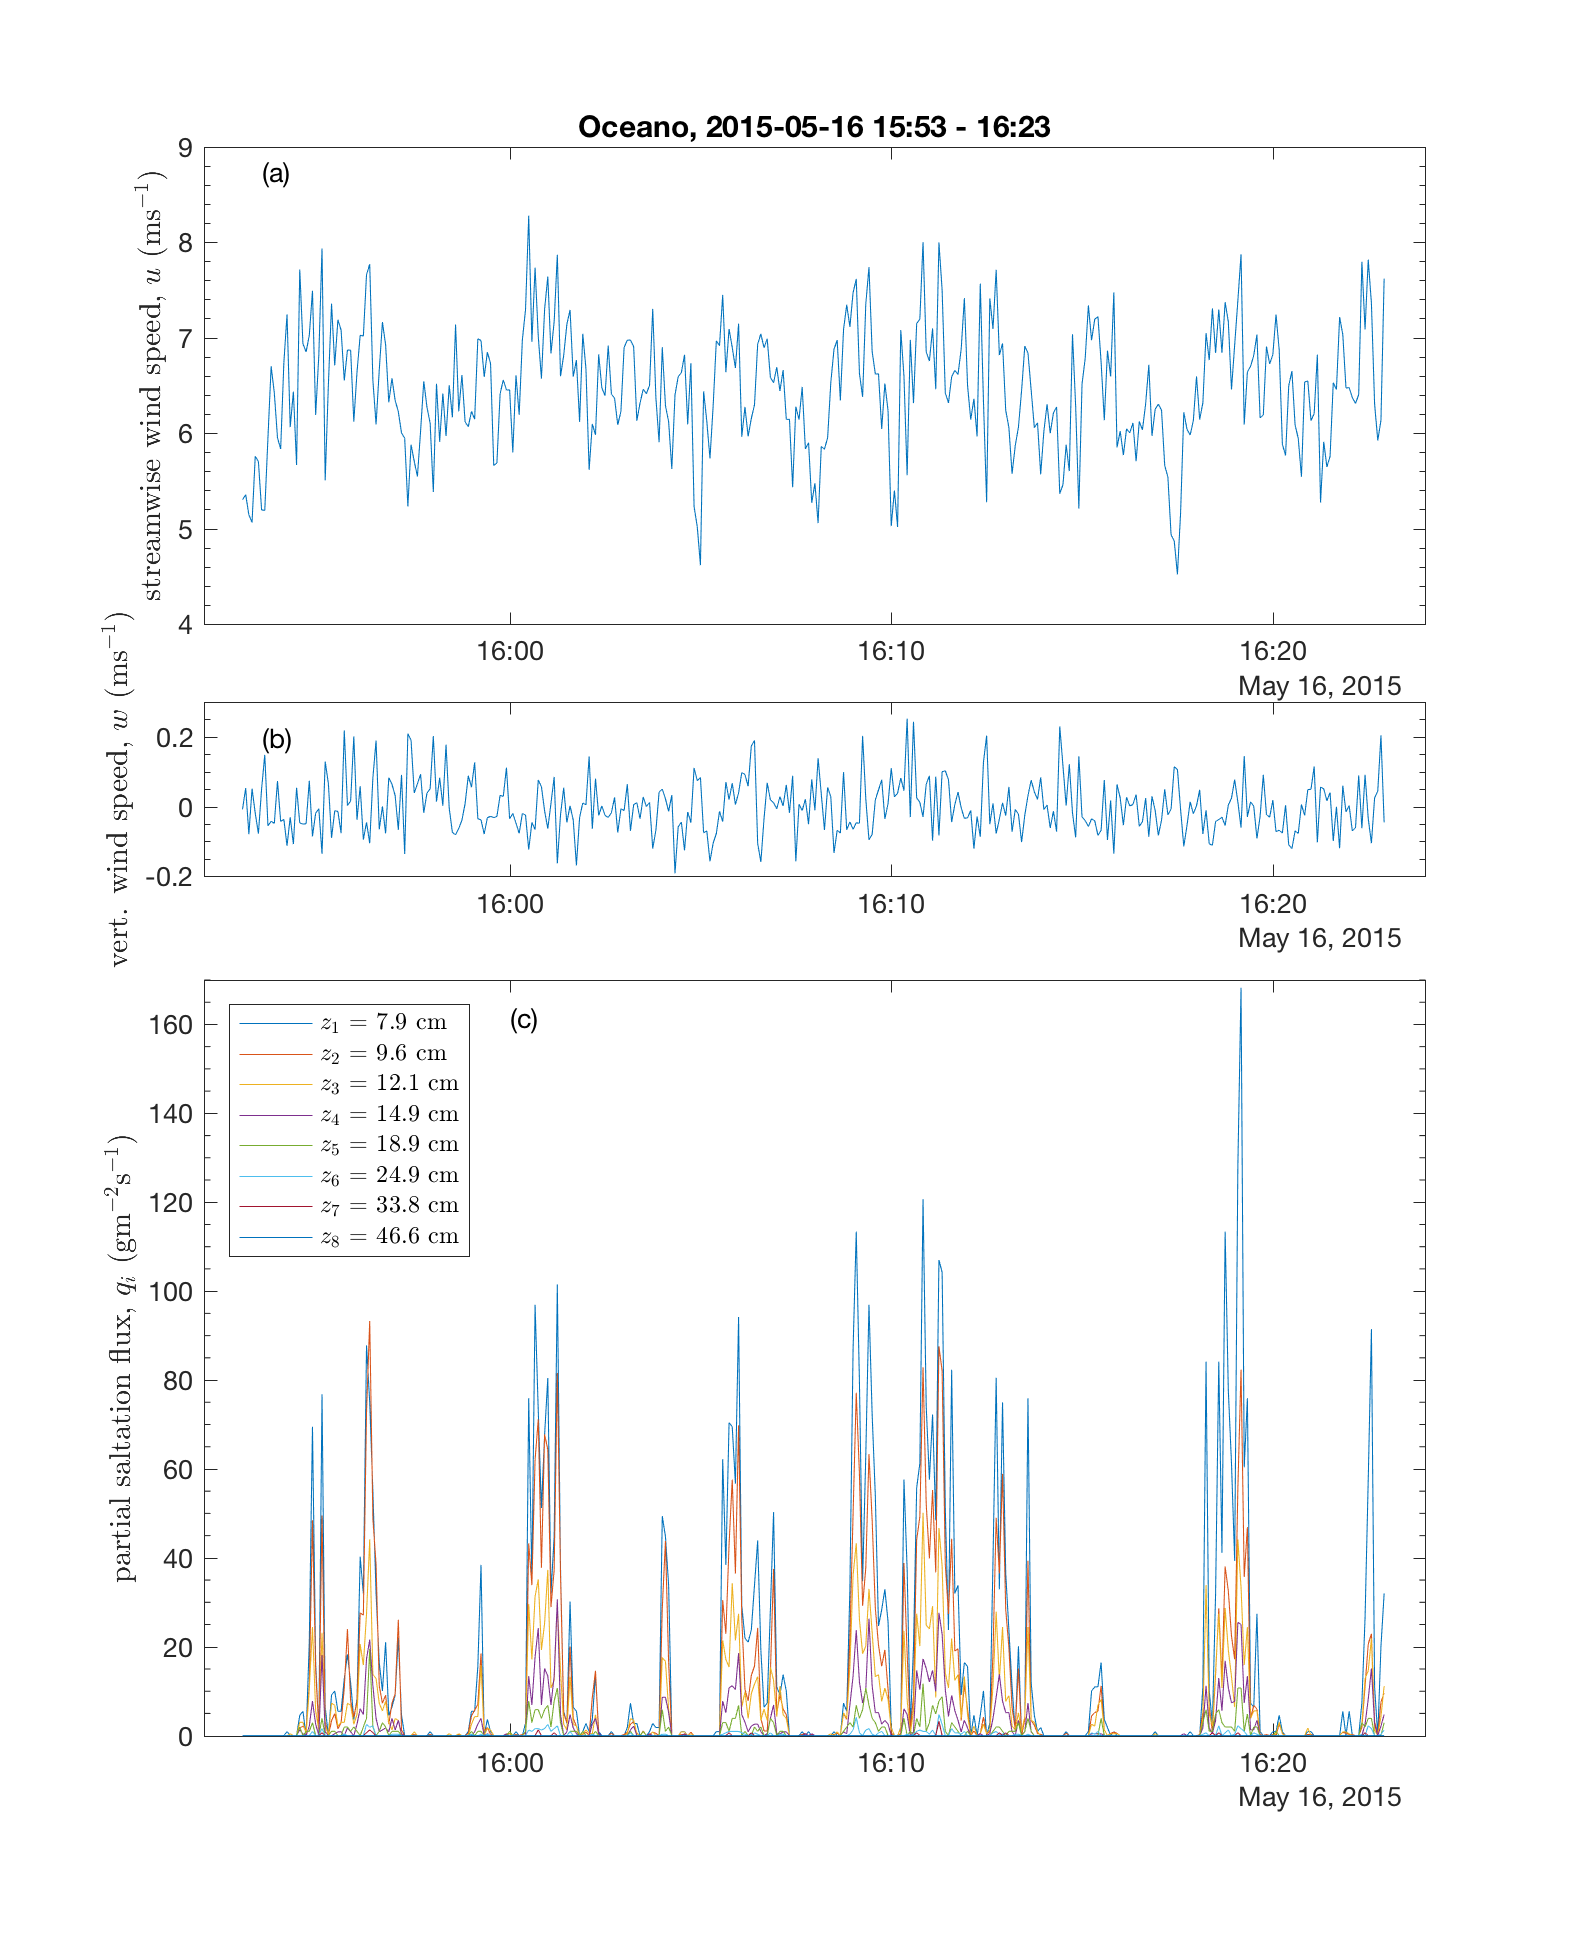 Oceano, 2015-05-16 15:53 - 16:23
(a)
streamwise wind speed, u (ms⁻¹)
9
8
7
6
5
4
16:00 16:10 16:20
May 16, 2015
(b)
vert. wind speed, w (ms⁻¹)
0.2
0
-0.2
16:00 16:10 16:20
May 16, 2015
(c)
partial saltation flux, qᵢ (gm⁻²s⁻¹)
z₁ = 7.9 cm
z₂ = 9.6 cm
z₃ = 12.1 cm
z₄ = 14.9 cm
z₅ = 18.9 cm
z₆ = 24.9 cm
z₇ = 33.8 cm
z₈ = 46.6 cm
160
140
120
100
80
60
40
20
0
16:00 16:10 16:20
May 16, 2015